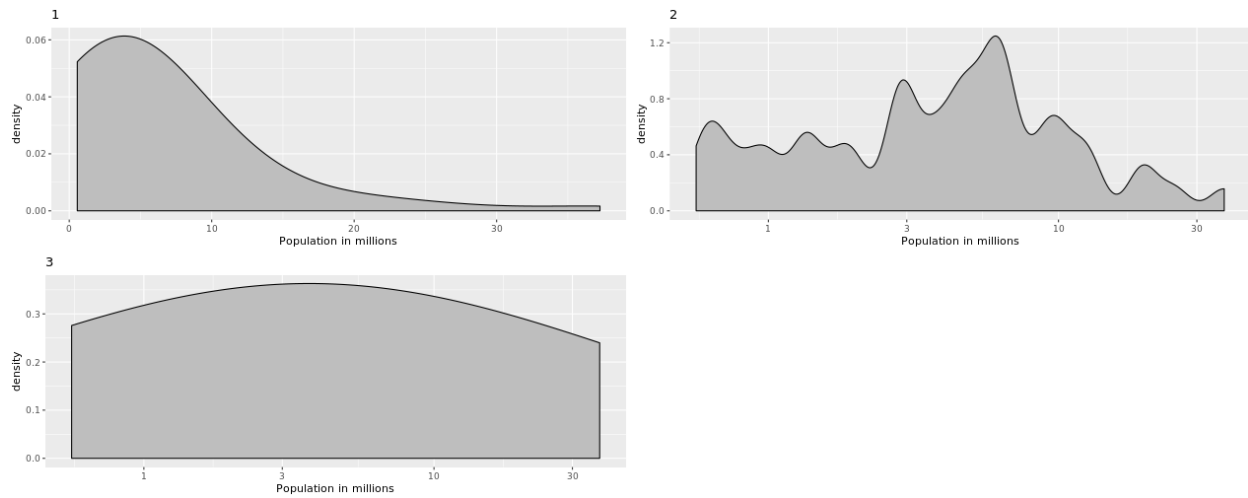 1
0.06
0.04
0.02
0.00
density
0 10 20 30
Population in millions
2
1.2
0.8
0.4
0.0
density
1 3 10 30
Population in millions
3
0.3
0.2
0.1
0.0
density
1 3 10 30
Population in millions